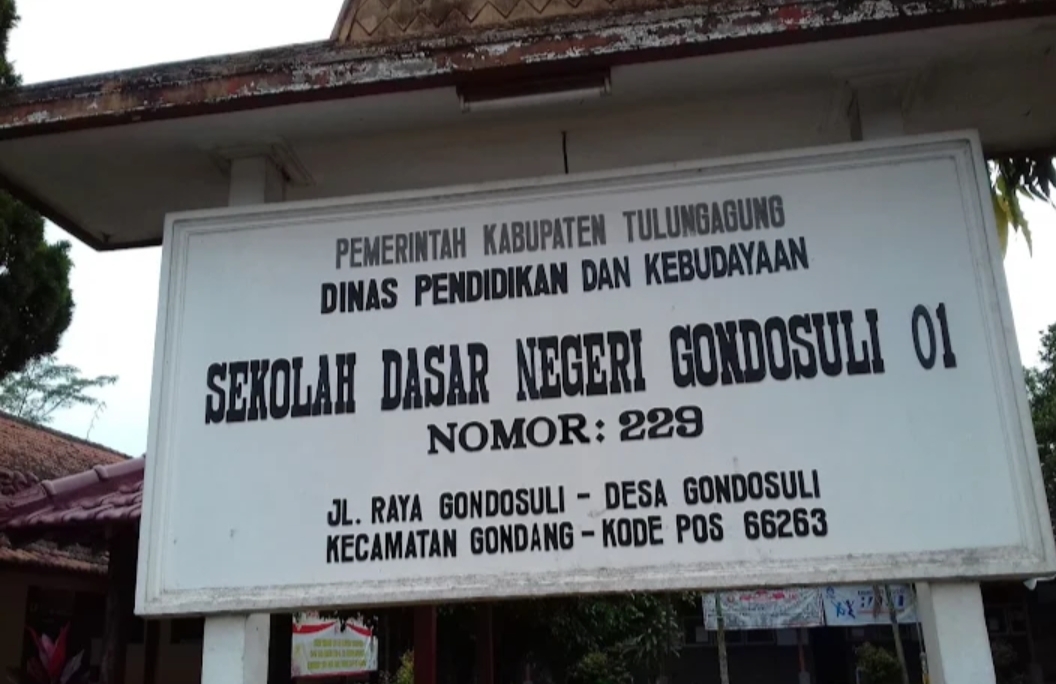 PEMERINTAH KABUPATEN TULUNGAGUNG
DINAS PENDIDIKAN DAN KEBUDAYAAN
SEKOLAH DASAR NEGERI GONDOSULI 01
NOMOR: 229
JL. RAYA GONDOSULI - DESA GONDOSULI
KECAMATAN GONDANG - KODE POS 66263